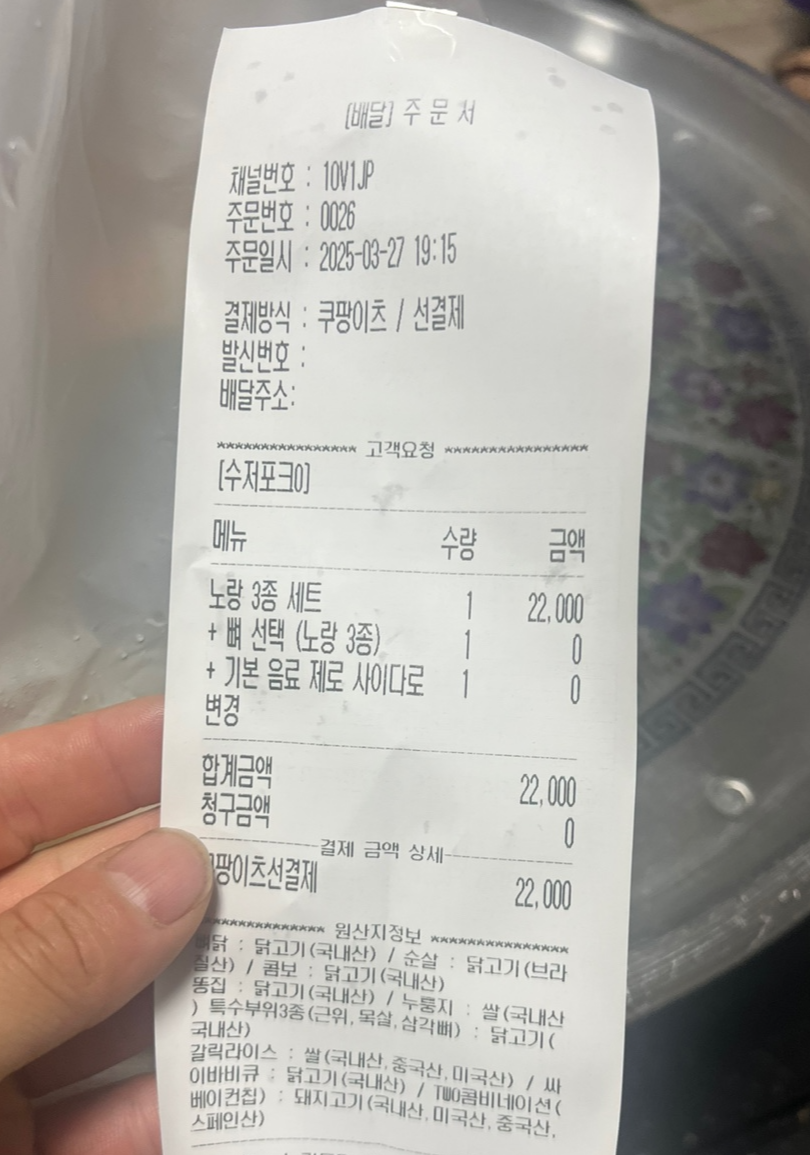 [배달] 주 문 서
채널번호 : 10V1JP
주문번호 : 0026
주문일시 : 2025-03-27 19:15
결제방식 : 쿠팡이츠 / 선결제
발신번호 :
배달주소:
**************** 고객요청 ****************
[수저포크0]
메뉴 수량 금액
노랑 3종 세트 1 22,000
+ 뼈 선택 (노랑 3종) 1 0
+ 기본 음료 제로 사이다로 1 0
변경
합계금액 22,000
청구금액 0
결제 금액 상세
팡이츠선결제 22,000
**************** 원산지정보 ****************
닭 : 닭고기(국내산) / 순살 : 닭고기(브라
질산) / 콤보 : 닭고기(국내산)
똥집 : 닭고기(국내산) / 누룽지 : 쌀(국내산
) 특수부위3종(근위,목살,삼각뼈) : 닭고기(
국내산)
갈릭라이스 : 쌀(국내산,중국산,미국산) / 싸
이바비큐 : 닭고기(국내산) / TWO콤비네이션(
베이컨칩) : 돼지고기(국내산,미국산,중국산,
스페인산)